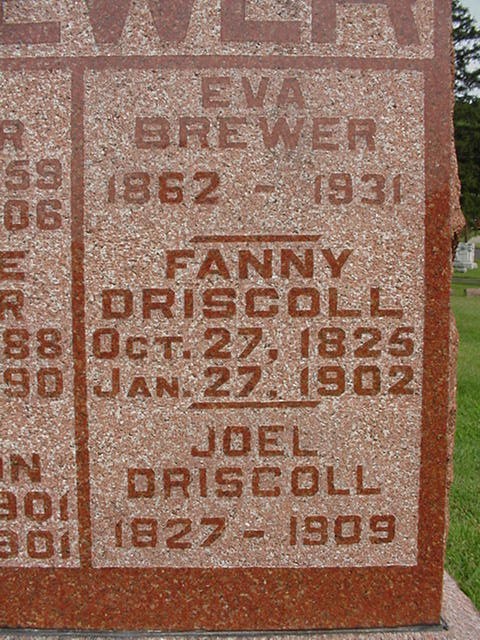 EVA
BREWER
1862 - 1931
FANNY
DRISCOLL
OCT. 27, 1825
JAN. 27, 1902
JOEL
DRISCOLL
1827 - 1909